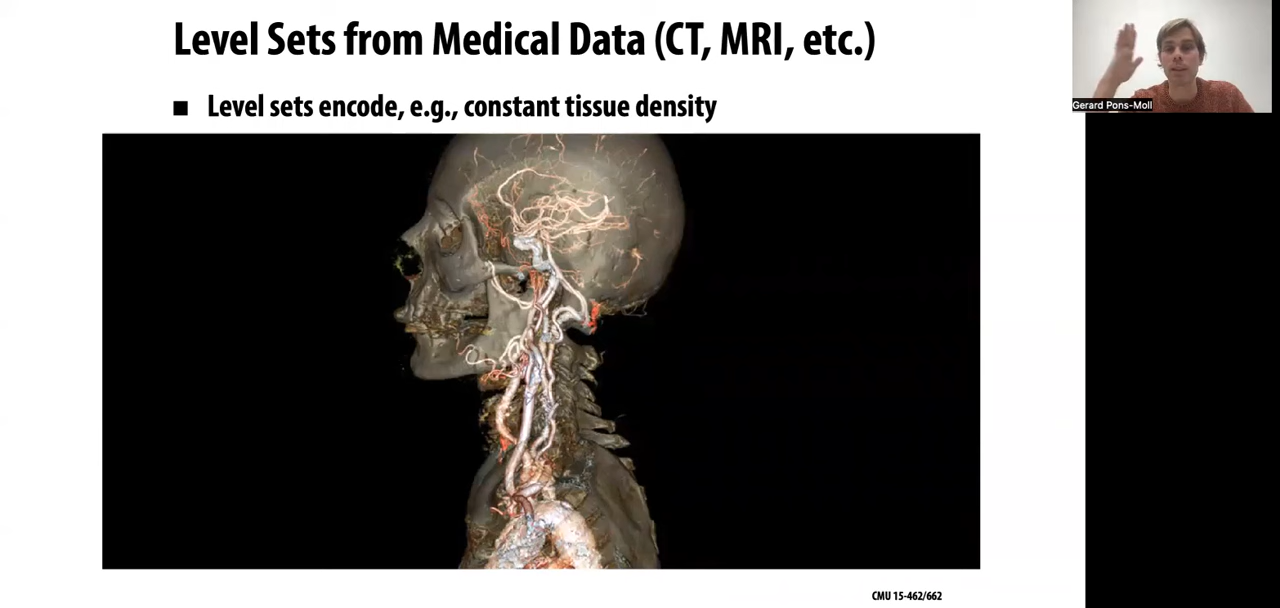 Level Sets from Medical Data (CT, MRI, etc.)
■ Level sets encode, e.g., constant tissue density
Gerard Pons-Moll
CMU 15-462/662